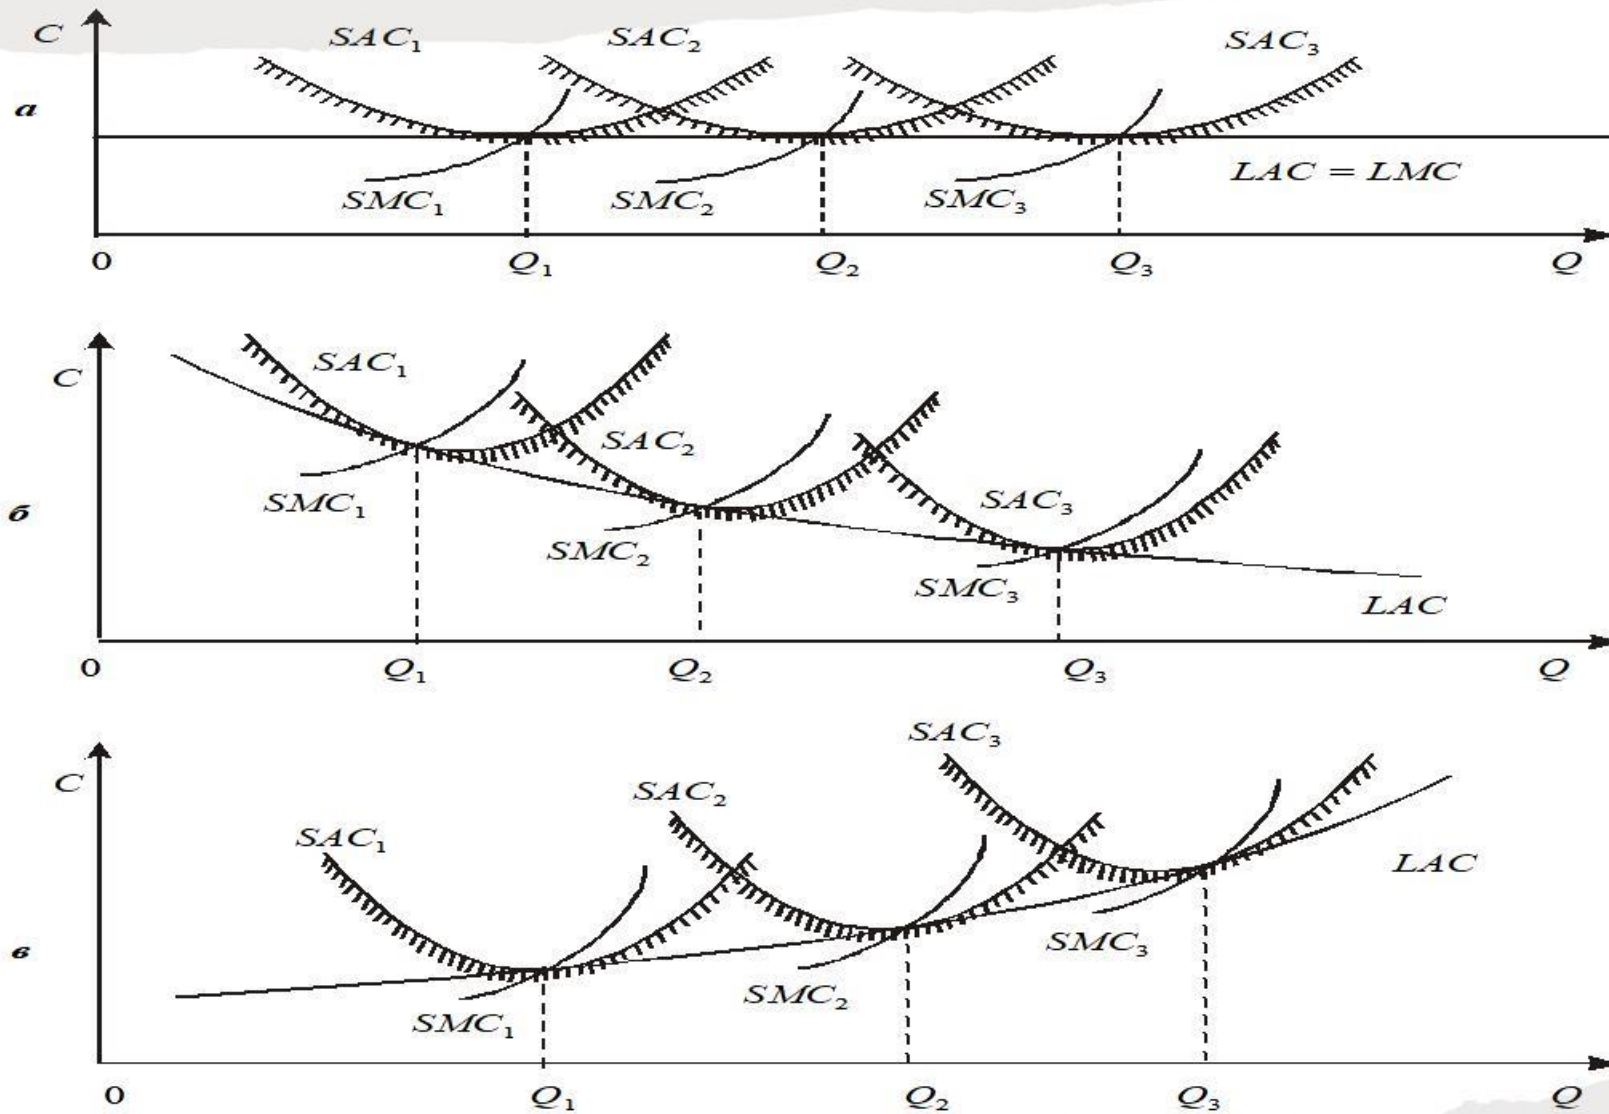 C SAC₁ SAC₂ SAC₃
а
LAC = LMC
SMC₁ SMC₂ SMC₃
0 Q₁ Q₂ Q₃ Q
C SAC₁
SAC₂
SAC₃
б
SMC₁
SMC₂
SMC₃
LAC
0 Q₁ Q₂ Q₃ Q
SAC₃
C
SAC₂
SAC₁
LAC
в
SMC₃
SMC₂
SMC₁
0 Q₁ Q₂ Q₃ Q